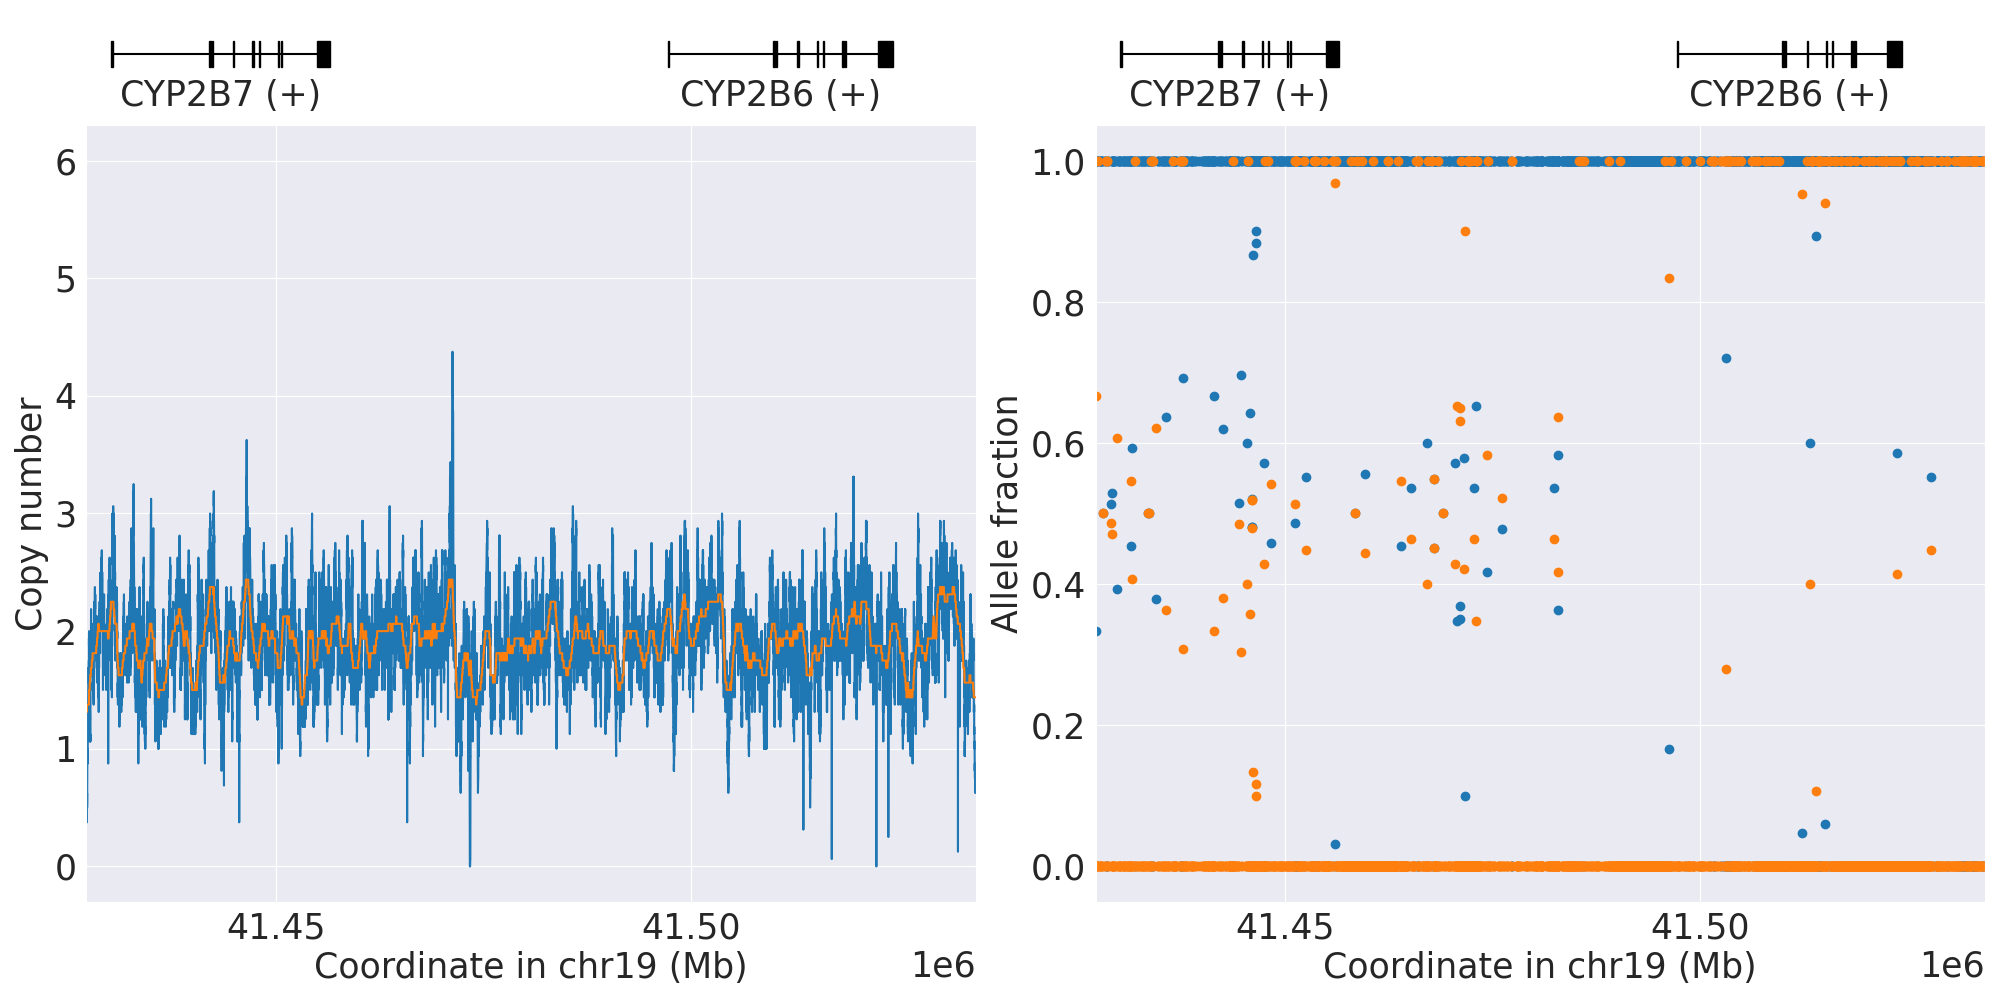 CYP2B7 (+)
CYP2B6 (+)
CYP2B7 (+)
CYP2B6 (+)
6
5
4
3
2
1
0
Copy number
41.45
41.50
Coordinate in chr19 (Mb)
1e6
1.0
0.8
0.6
0.4
0.2
0.0
Allele fraction
41.45
41.50
Coordinate in chr19 (Mb)
1e6